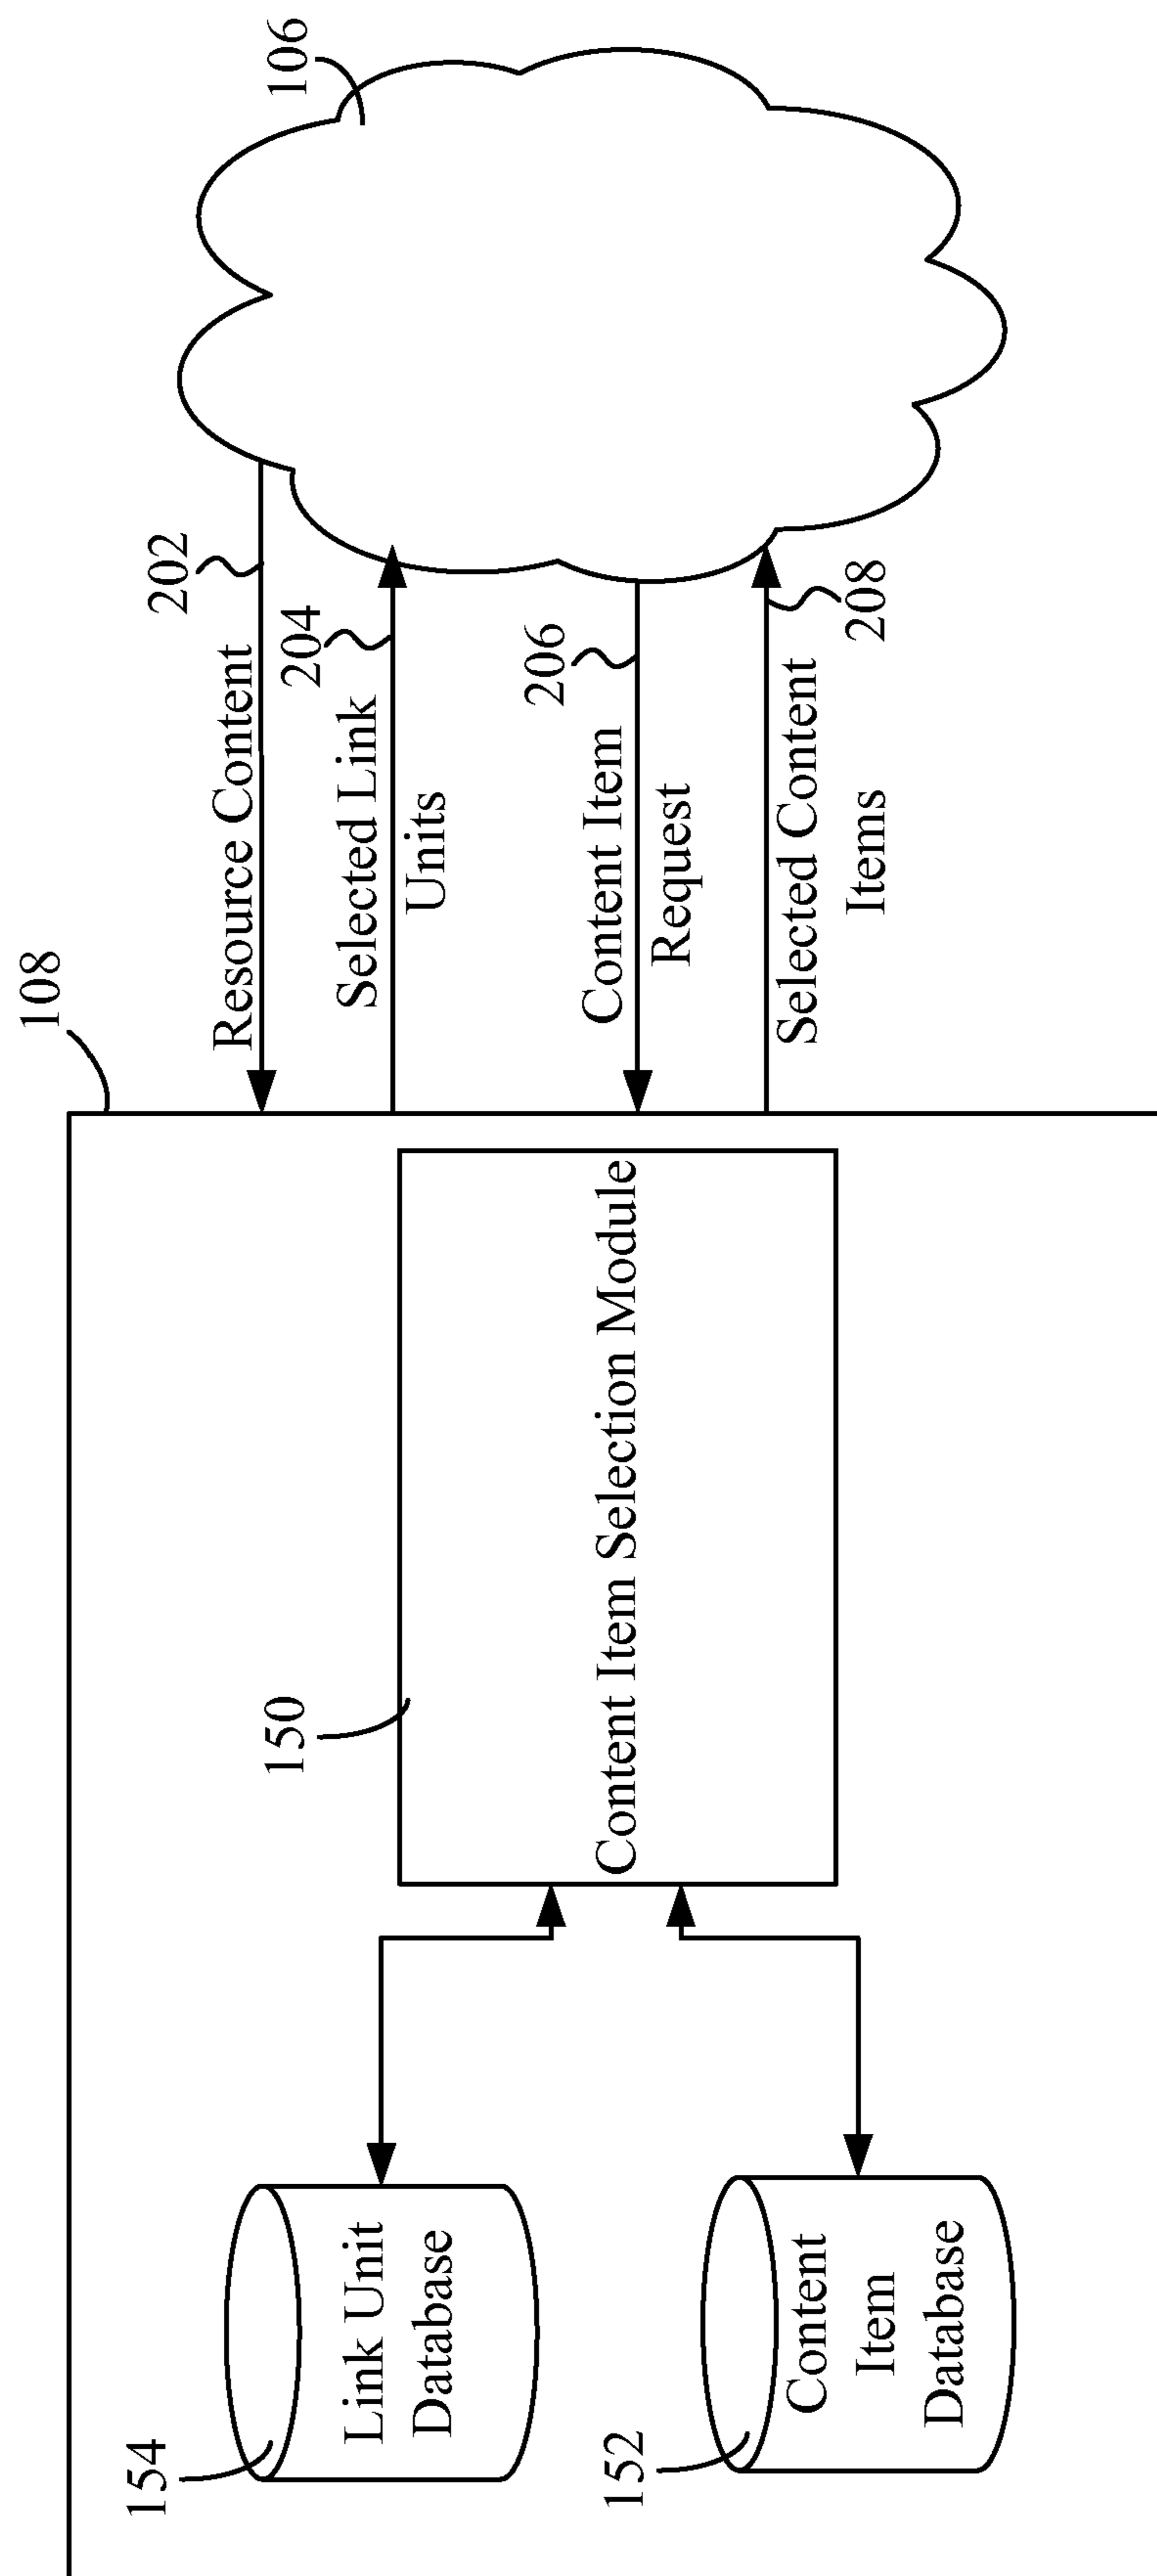 108
154
Link Unit
Database
152
Content
Item
Database
150
Content Item Selection Module
Resource Content
202
Selected Link
Units
204
Content Item
Request
206
Selected Content
Items
208
106